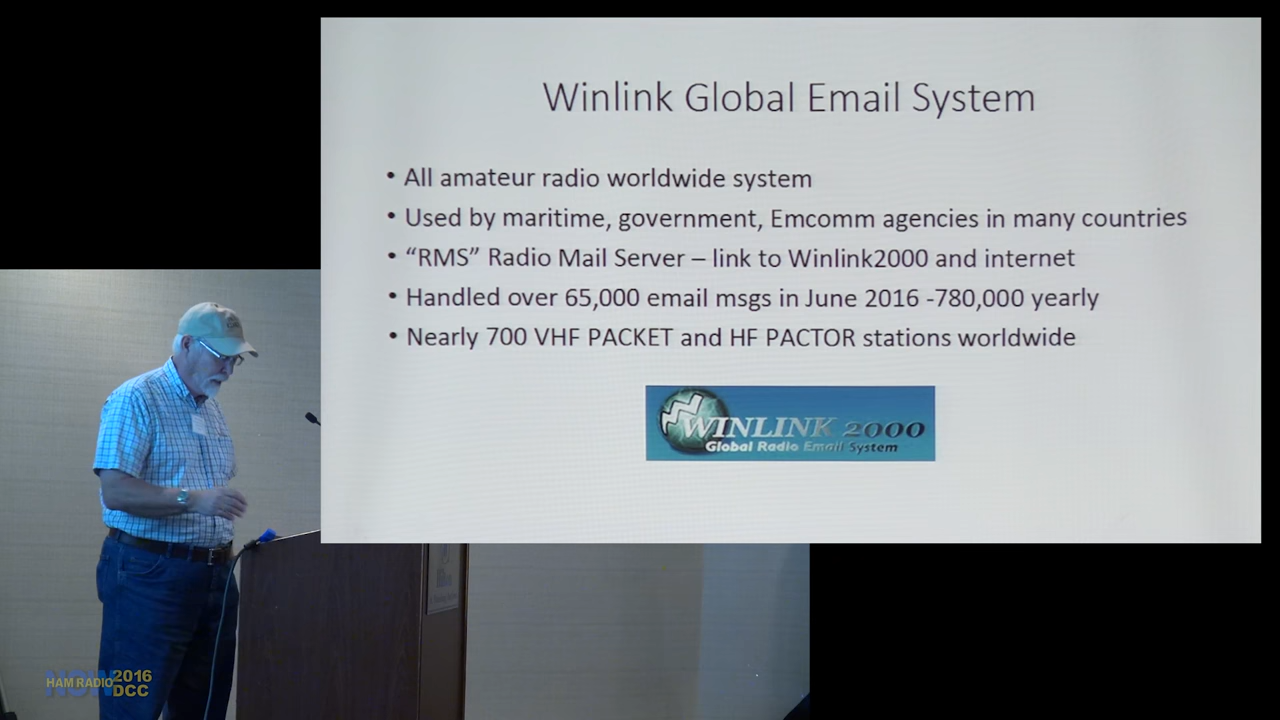 Winlink Global Email System
• All amateur radio worldwide system
• Used by maritime, government, Emcomm agencies in many countries
• “RMS” Radio Mail Server – link to Winlink2000 and internet
• Handled over 65,000 email msgs in June 2016 -780,000 yearly
• Nearly 700 VHF PACKET and HF PACTOR stations worldwide
WINLINK 2000
Global Radio Email System
HAM RADIO NOW 2016
DCC